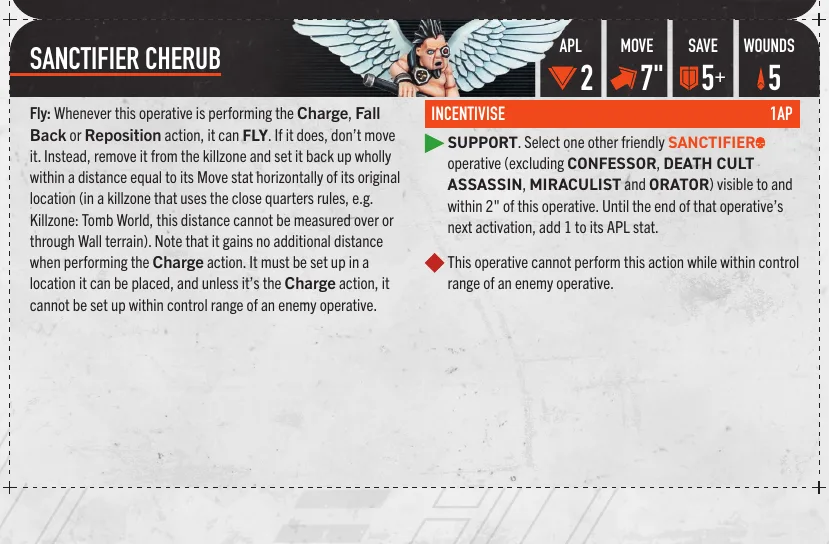 SANCTIFIER CHERUB
APL
2
MOVE
7"
SAVE
5+
WOUNDS
5
Fly: Whenever this operative is performing the Charge, Fall
Back or Reposition action, it can FLY. If it does, don't move
it. Instead, remove it from the killzone and set it back up wholly
within a distance equal to its Move stat horizontally of its original
location (in a killzone that uses the close quarters rules, e.g.
Killzone: Tomb World, this distance cannot be measured over or
through Wall terrain). Note that it gains no additional distance
when performing the Charge action. It must be set up in a
location it can be placed, and unless it's the Charge action, it
cannot be set up within control range of an enemy operative.
INCENTIVISE 1AP
SUPPORT. Select one other friendly SANCTIFIER
operative (excluding CONFESSOR, DEATH CULT
ASSASSIN, MIRACULIST and ORATOR) visible to and
within 2" of this operative. Until the end of that operative's
next activation, add 1 to its APL stat.
This operative cannot perform this action while within control
range of an enemy operative.